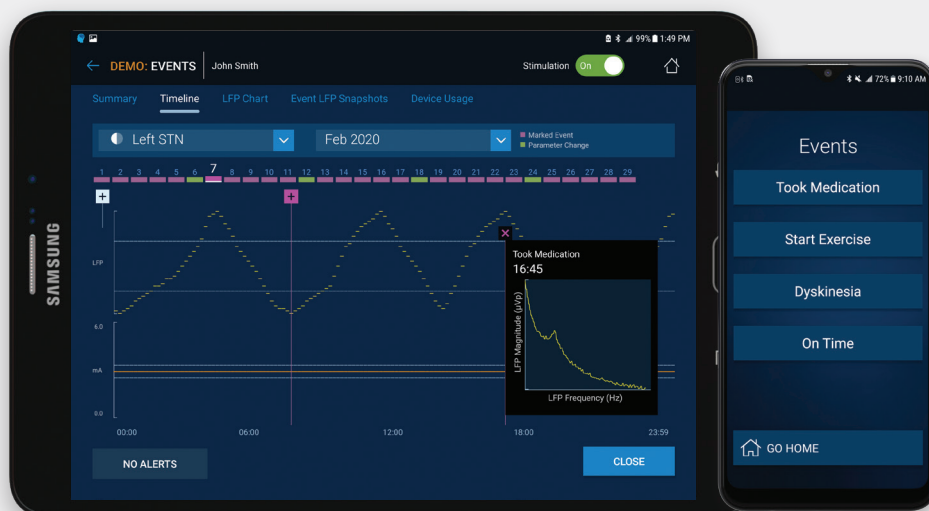 99% 1:49 PM
DEMO: EVENTS
John Smith
Stimulation
On
Summary
Timeline
LFP Chart
Event LFP Snapshots
Device Usage
Left STN
Feb 2020
Marked Event
Parameter Change
1 2 3 4 5 6 7 8 9 10 11 12 13 14 15 16 17 18 19 20 21 22 23 24 25 26 27 28 29
LFP
Took Medication
16:45
LFP Magnitude (µVp)
LFP Frequency (Hz)
6.0
mA
0.0
00:00
06:00
12:00
18:00
23:59
NO ALERTS
CLOSE
SAMSUNG
72% 9:10 AM
Events
Took Medication
Start Exercise
Dyskinesia
On Time
GO HOME